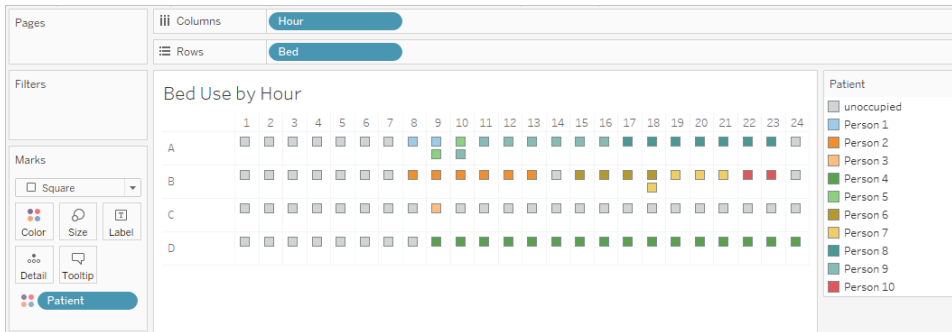 Pages
Columns
Hour
Rows
Bed
Filters
Marks
Square
Color
Size
Label
Detail
Tooltip
Patient
Bed Use by Hour
1 2 3 4 5 6 7 8 9 10 11 12 13 14 15 16 17 18 19 20 21 22 23 24
A
B
C
D
Patient
unoccupied
Person 1
Person 2
Person 3
Person 4
Person 5
Person 6
Person 7
Person 8
Person 9
Person 10